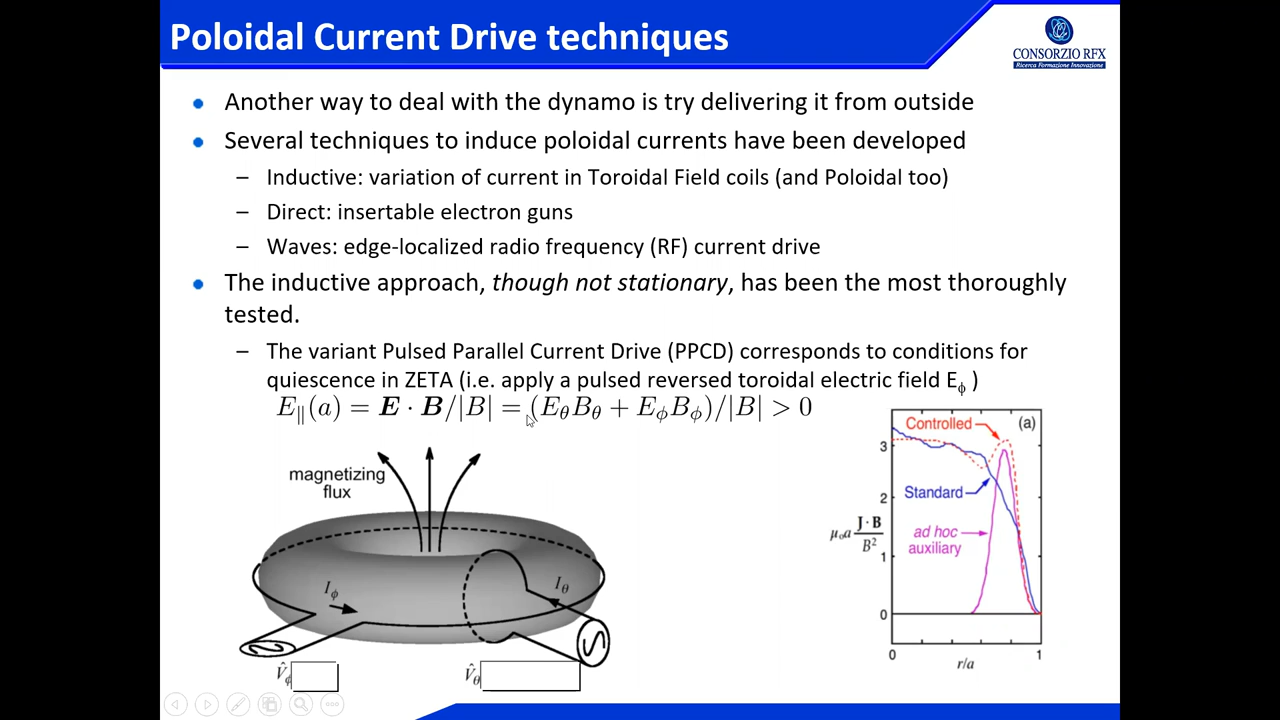 Poloidal Current Drive techniques
CONSORZIO RFX
Ricerca Formazione Innovazione
• Another way to deal with the dynamo is try delivering it from outside
• Several techniques to induce poloidal currents have been developed
– Inductive: variation of current in Toroidal Field coils (and Poloidal too)
– Direct: insertable electron guns
– Waves: edge-localized radio frequency (RF) current drive
• The inductive approach, though not stationary, has been the most thoroughly
tested.
– The variant Pulsed Parallel Current Drive (PPCD) corresponds to conditions for
quiescence in ZETA (i.e. apply a pulsed reversed toroidal electric field Eϕ )
E∥(a) = E · B/|B| = (EθBθ + EϕBϕ)/|B| > 0
magnetizing
flux
Iϕ
Iθ
V̂ϕ
V̂θ
(a)
Controlled
Standard
ad hoc
auxiliary
μ₀a J·B/B²
3
2
1
0
0
1
r/a